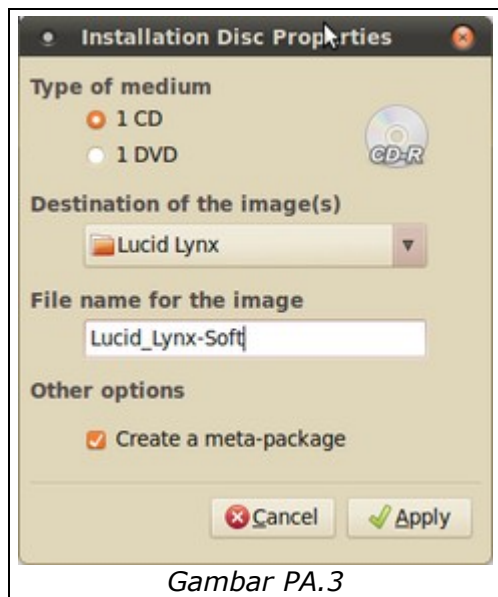 Installation Disc Properties
Type of medium
1 CD
1 DVD
CD-R
Destination of the image(s)
Lucid Lynx
File name for the image
Lucid_Lynx-Soft
Other options
Create a meta-package
Cancel
Apply
Gambar PA.3